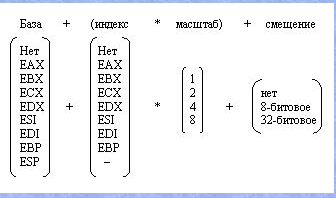 База + (индекс * масштаб) + смещение
Нет Нет
EAX EAX
EBX EBX 1
ECX ECX 2 нет
EDX + EDX * 4 + 8-битовое
ESI ESI 8 32-битовое
EDI EDI
EBP EBP
ESP –